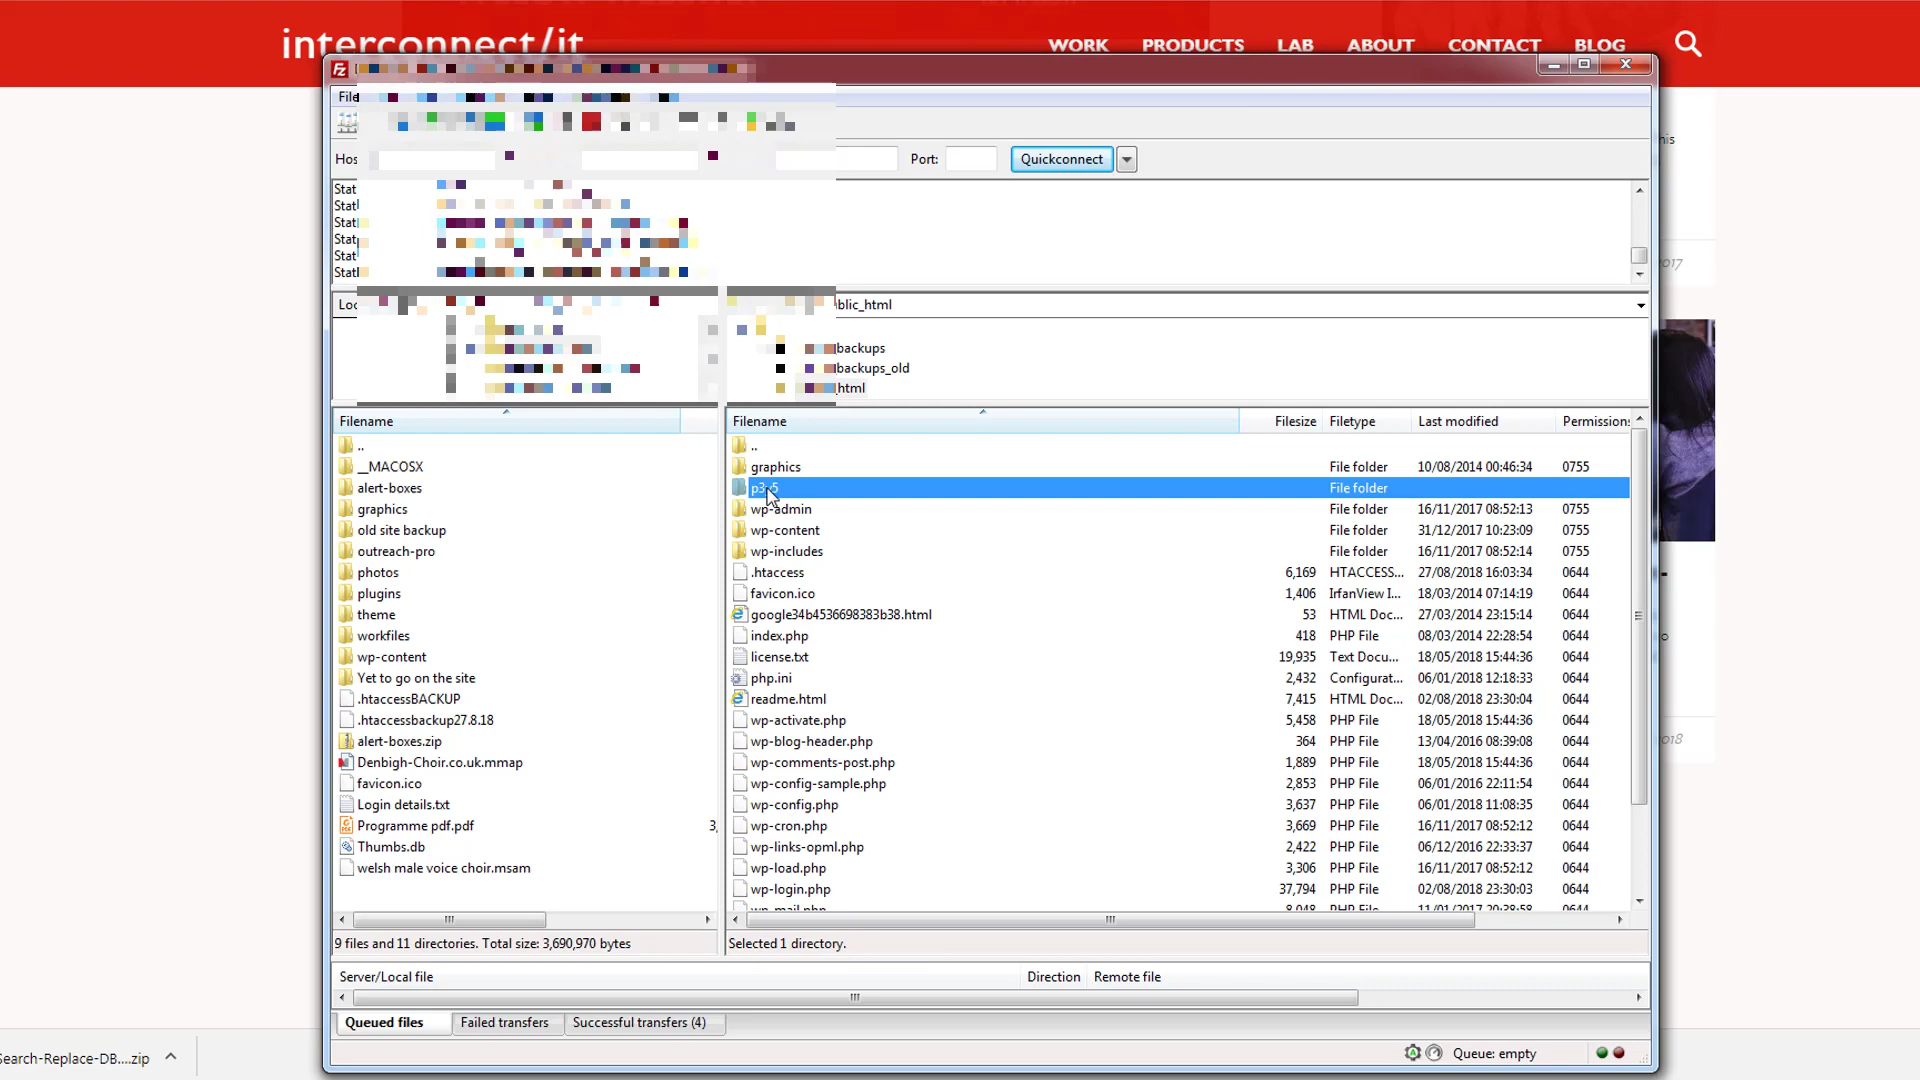 interconnect/it
WORK PRODUCTS LAB ABOUT CONTACT BLOG
File
Port: Quickconnect
blic_html
backups
backups_old
html
Filename
..
__MACOSX
alert-boxes
graphics
old site backup
outreach-pro
photos
plugins
theme
workfiles
wp-content
Yet to go on the site
.htaccessBACKUP
.htaccessbackup27.8.18
alert-boxes.zip
Denbigh-Choir.co.uk.mmap
favicon.ico
Login details.txt
Programme pdf.pdf 3,
Thumbs.db
welsh male voice choir.msam
9 files and 11 directories. Total size: 3,690,970 bytes
Filename Filesize Filetype Last modified Permissions
..
graphics File folder 10/08/2014 00:46:34 0755
File folder
wp-admin File folder 16/11/2017 08:52:13 0755
wp-content File folder 31/12/2017 10:23:09 0755
wp-includes File folder 16/11/2017 08:52:14 0755
.htaccess 6,169 HTACCESS... 27/08/2018 16:03:34 0644
favicon.ico 1,406 IrfanView I... 18/03/2014 07:14:19 0644
google34b4536698383b38.html 53 HTML Doc... 27/03/2014 23:15:14 0644
index.php 418 PHP File 08/03/2014 22:28:54 0644
license.txt 19,935 Text Docu... 18/05/2018 15:44:36 0644
php.ini 2,432 Configurat... 06/01/2018 12:18:33 0644
readme.html 7,415 HTML Doc... 02/08/2018 23:30:04 0644
wp-activate.php 5,458 PHP File 18/05/2018 15:44:36 0644
wp-blog-header.php 364 PHP File 13/04/2016 08:39:08 0644
wp-comments-post.php 1,889 PHP File 18/05/2018 15:44:36 0644
wp-config-sample.php 2,853 PHP File 06/01/2016 22:11:54 0644
wp-config.php 3,637 PHP File 06/01/2018 11:08:35 0644
wp-cron.php 3,669 PHP File 16/11/2017 08:52:12 0644
wp-links-opml.php 2,422 PHP File 06/12/2016 22:33:37 0644
wp-load.php 3,306 PHP File 16/11/2017 08:52:12 0644
wp-login.php 37,794 PHP File 02/08/2018 23:30:03 0644
wp-mail.php 8,048 PHP File 11/01/2017 20:38:58 0644
Selected 1 directory.
Server/Local file Direction Remote file
Queued files Failed transfers Successful transfers (4)
Queue: empty
Search-Replace-DB....zip